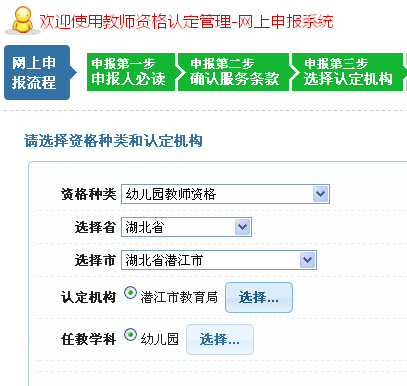 欢迎使用教师资格认定管理-网上申报系统
网上申
报流程
申报第一步
申报人必读
申报第二步
确认服务条款
申报第三步
选择认定机构
请选择资格种类和认定机构
资格种类 幼儿园教师资格
选择省 湖北省
选择市 湖北省潜江市
认定机构 潜江市教育局 选择...
任教学科 幼儿园 选择...